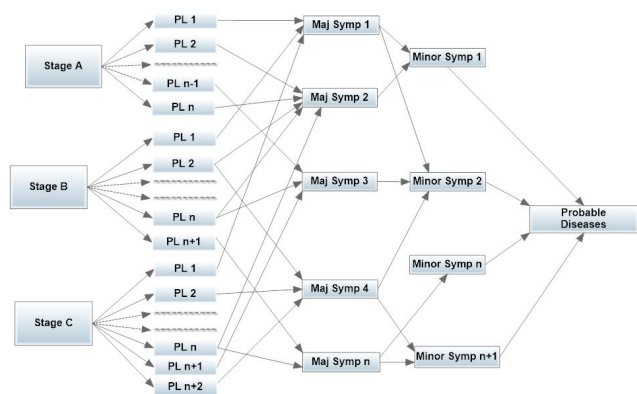 Stage A
PL 1
PL 2
PL n-1
PL n
Stage B
PL 1
PL 2
PL n
PL n+1
Stage C
PL 1
PL 2
PL n
PL n+1
PL n+2
Maj Symp 1
Maj Symp 2
Maj Symp 3
Maj Symp 4
Maj Symp n
Minor Symp 1
Minor Symp 2
Minor Symp n
Minor Symp n+1
Probable
Diseases